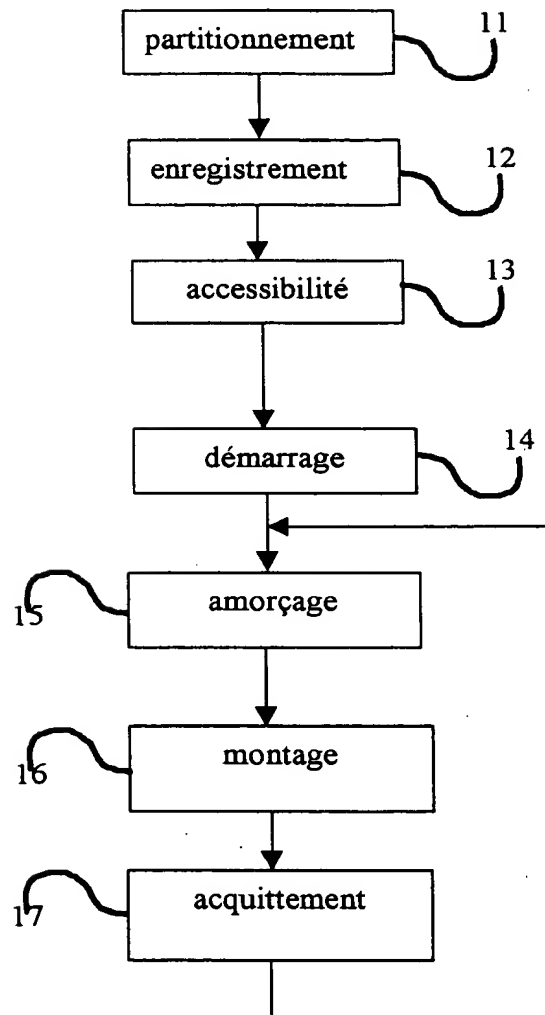 partitionnement
11
enregistrement
12
accessibilité
13
démarrage
14
amorçage
15
montage
16
acquittement
17